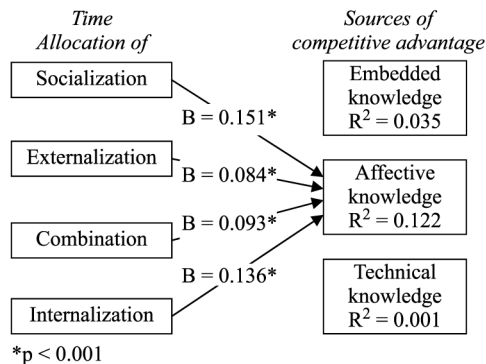 Time
Allocation of
Sources of
competitive advantage
Socialization
Embedded
knowledge
R² = 0.035
B = 0.151*
Externalization
B = 0.084*
Affective
knowledge
R² = 0.122
B = 0.093*
Combination
B = 0.136*
Technical
knowledge
R² = 0.001
Internalization
*p < 0.001